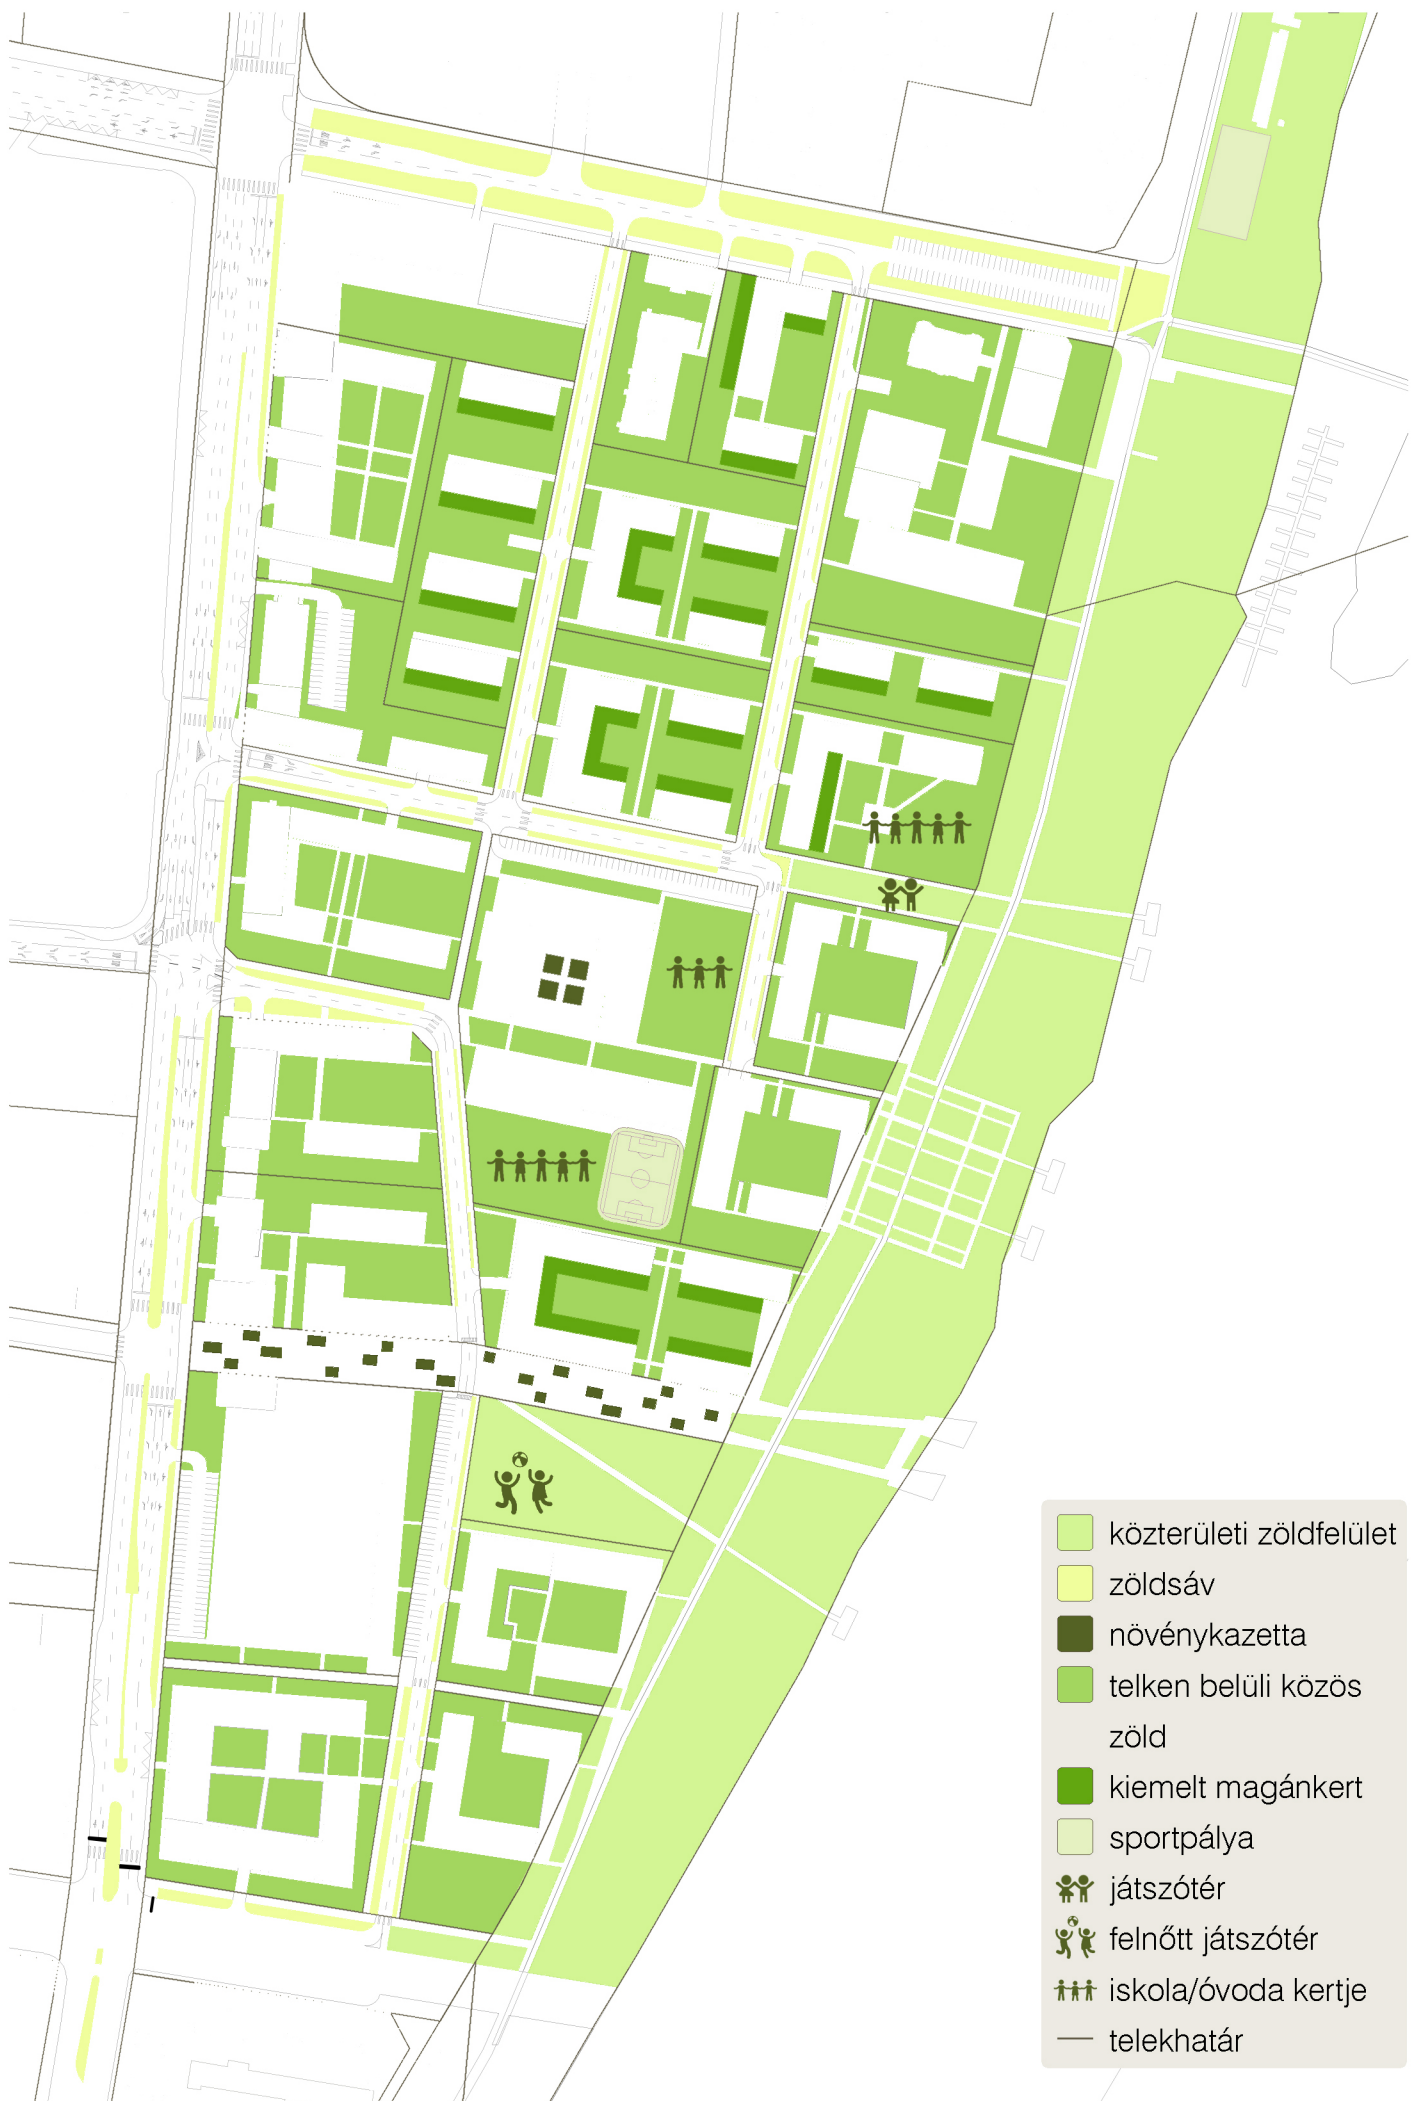 közterületi zöldfelület
zöldsáv
növénykazetta
telken belüli közös
zöld
kiemelt magánkert
sportpálya
játszótér
felnőtt játszótér
iskola/óvoda kertje
telekhatár